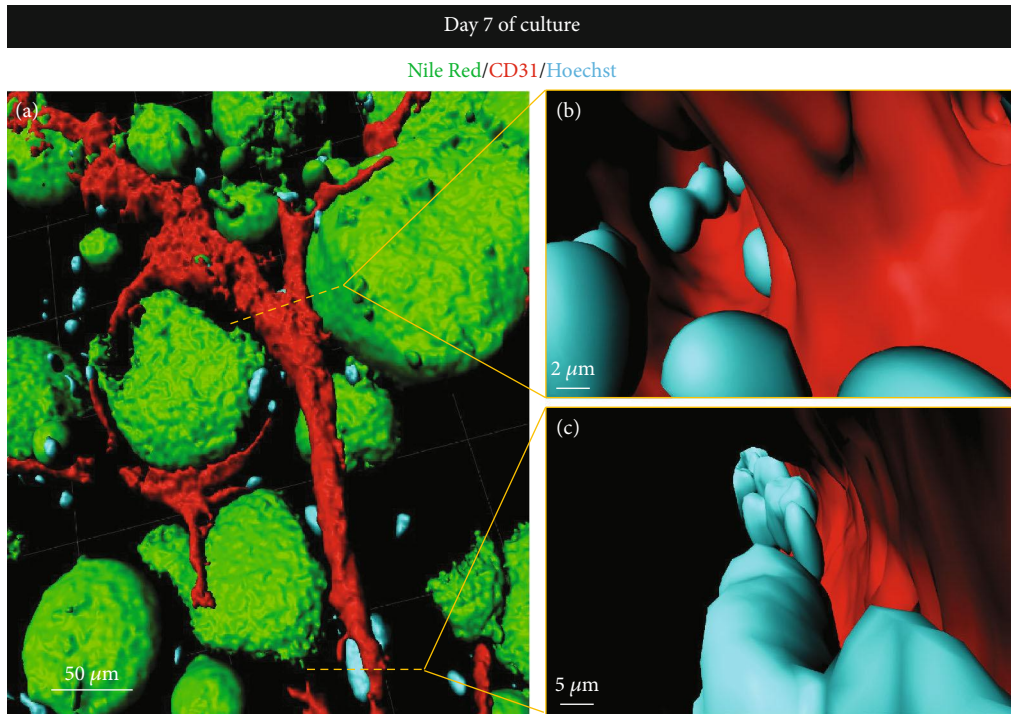 Day 7 of culture
Nile Red/CD31/Hoechst
(a)
(b)
2 μm
(c)
50 μm
5 μm